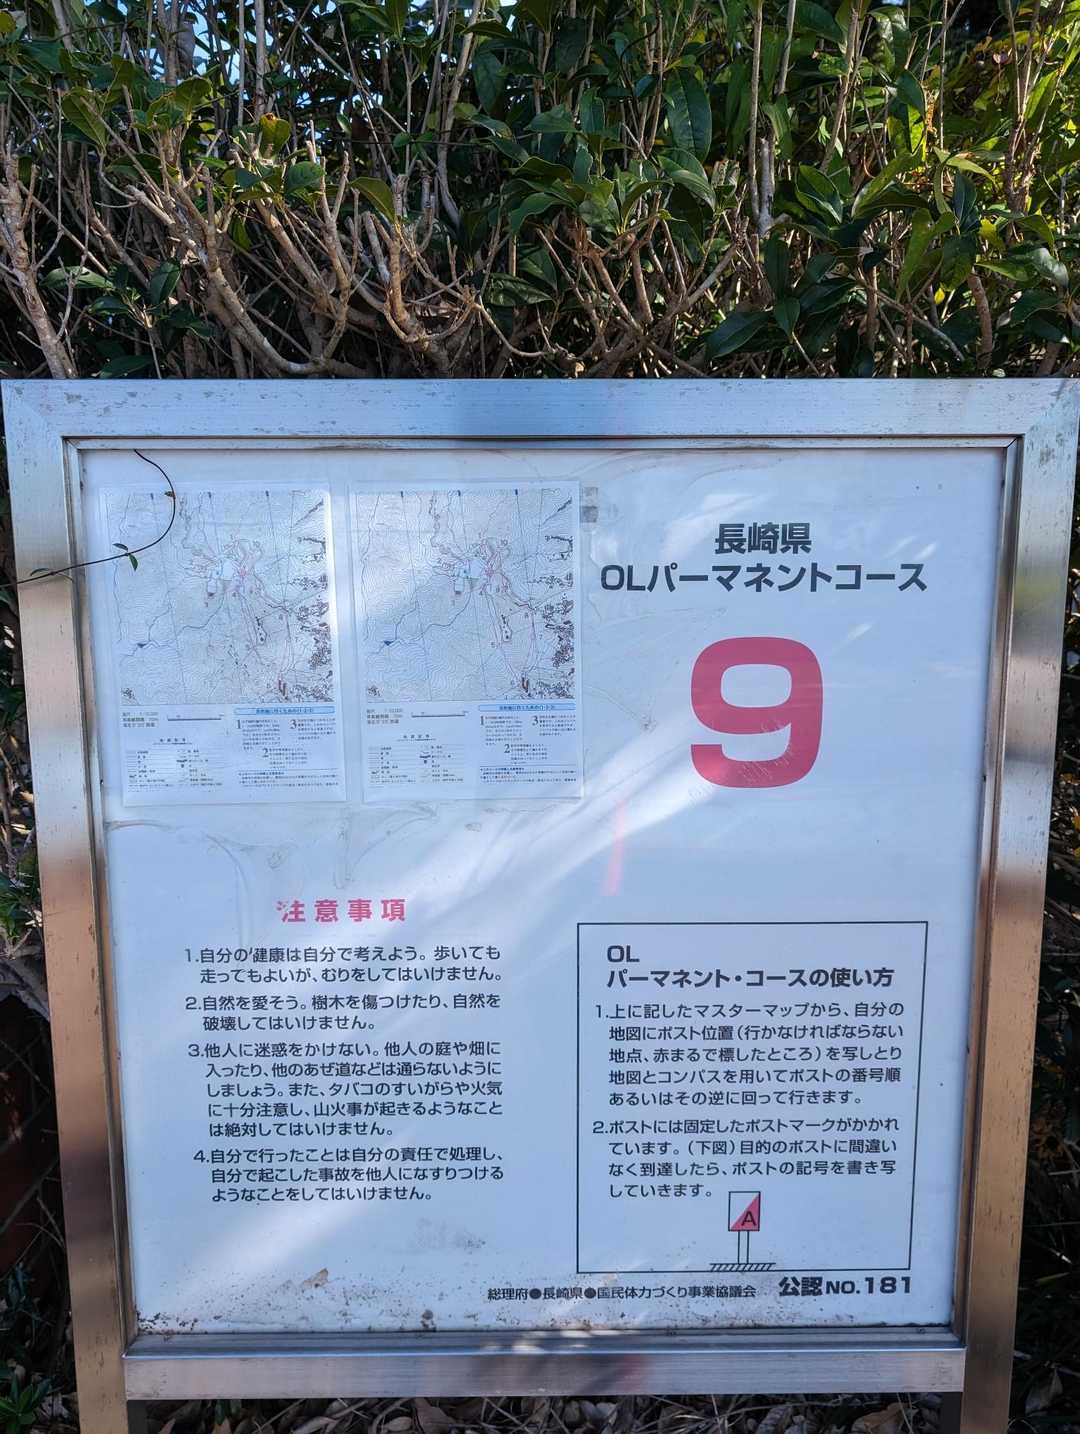 長崎県
OLパーマネントコース
9
注意事項
1.自分の健康は自分で考えよう。歩いても
走ってもよいが、むりをしてはいけません。
2.自然を愛そう。樹木を傷つけたり、自然を
破壊してはいけません。
3.他人に迷惑をかけない。他人の庭や畑に
入ったり、他のあぜ道などは通らないように
しましょう。また、タバコのすいがらや火気
に十分注意し、山火事が起きるようなこと
は絶対してはいけません。
4.自分で行ったことは自分の責任で処理し、
自分で起こした事故を他人になすりつける
ようなことをしてはいけません。
OL
パーマネント・コースの使い方
1.上に記したマスターマップから、自分の
地図にポスト位置(行かなければならない
地点、赤まるで標したところ)を写しとり
地図とコンパスを用いてポストの番号順
あるいはその逆に回って行きます。
2.ポストには固定したポストマークがかかれ
ています。(下図)目的のポストに間違い
なく到達したら、ポストの記号を書き写
していきます。
A
総理府●長崎県●国民体力づくり事業協議会 公認NO.181